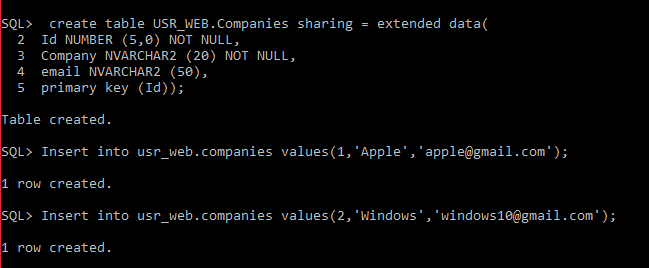 SQL>  create table USR_WEB.Companies sharing = extended data(
  2  Id NUMBER (5,0) NOT NULL,
  3  Company NVARCHAR2 (20) NOT NULL,
  4  email NVARCHAR2 (50),
  5  primary key (Id));
Table created.
SQL> Insert into usr_web.companies values(1,'Apple','apple@gmail.com');
1 row created.
SQL> Insert into usr_web.companies values(2,'Windows','windows10@gmail.com');
1 row created.